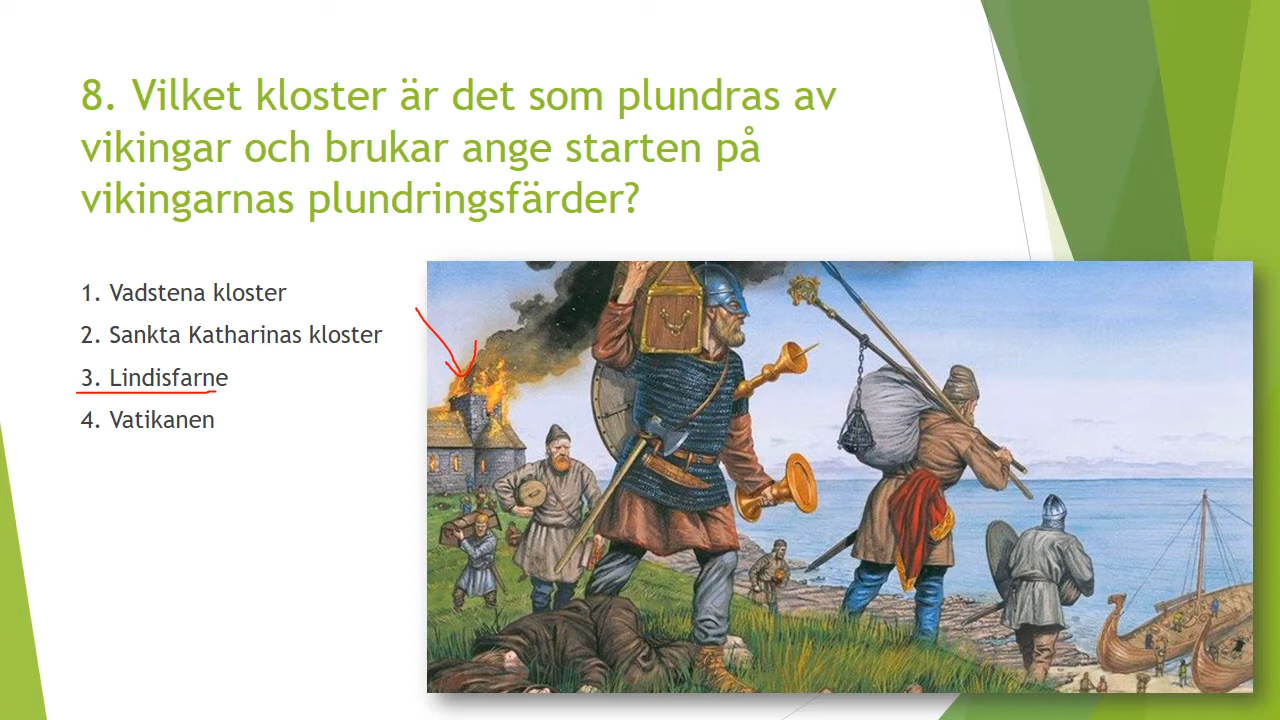 8. Vilket kloster är det som plundras av
vikingar och brukar ange starten på
vikingarnas plundringsfärder?
1. Vadstena kloster
2. Sankta Katharinas kloster
3. Lindisfarne
4. Vatikanen